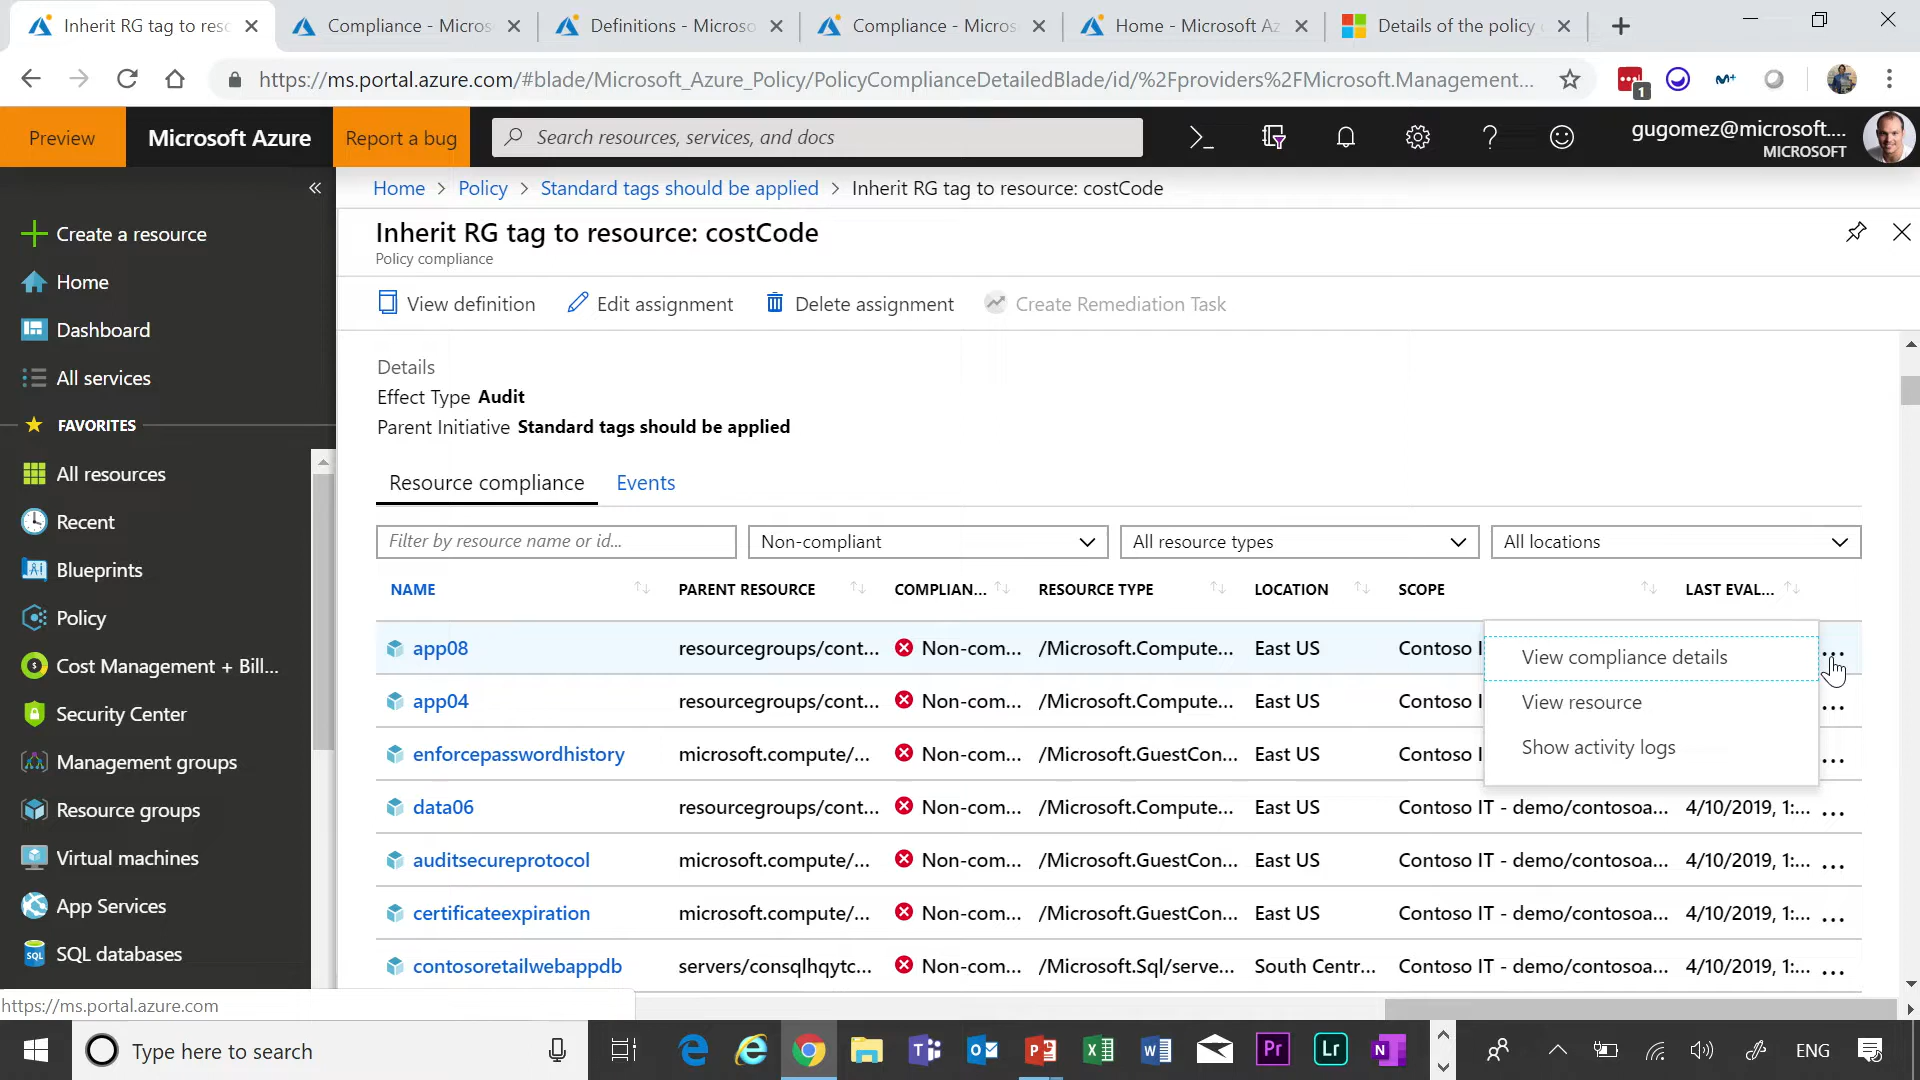 Inherit RG tag to resc
Compliance - Micros
Definitions - Microso
Compliance - Micros
Home - Microsoft Az
Details of the policy
https://ms.portal.azure.com/#blade/Microsoft_Azure_Policy/PolicyComplianceDetailedBlade/id/%2Fproviders%2FMicrosoft.Management...
1
Preview
Microsoft Azure
Report a bug
Search resources, services, and docs
gugomez@microsoft....
MICROSOFT
Home > Policy > Standard tags should be applied > Inherit RG tag to resource: costCode
Create a resource
Home
Dashboard
All services
FAVORITES
All resources
Recent
Blueprints
Policy
Cost Management + Bill...
Security Center
Management groups
Resource groups
Virtual machines
App Services
SQL databases
Inherit RG tag to resource: costCode
Policy compliance
View definition
Edit assignment
Delete assignment
Create Remediation Task
Details
Effect Type Audit
Parent Initiative Standard tags should be applied
Resource compliance
Events
Filter by resource name or id...
Non-compliant
All resource types
All locations
NAME PARENT RESOURCE COMPLIAN... RESOURCE TYPE LOCATION SCOPE LAST EVAL...
app08 resourcegroups/cont... Non-com... /Microsoft.Compute... East US Contoso I ...
app04 resourcegroups/cont... Non-com... /Microsoft.Compute... East US Contoso I ...
enforcepasswordhistory microsoft.compute/... Non-com... /Microsoft.GuestCon... East US Contoso I ...
data06 resourcegroups/cont... Non-com... /Microsoft.Compute... East US Contoso IT - demo/contosoa... 4/10/2019, 1:... ...
auditsecureprotocol microsoft.compute/... Non-com... /Microsoft.GuestCon... East US Contoso IT - demo/contosoa... 4/10/2019, 1:... ...
certificateexpiration microsoft.compute/... Non-com... /Microsoft.GuestCon... East US Contoso IT - demo/contosoa... 4/10/2019, 1:... ...
contosoretailwebappdb servers/consqlhqytc... Non-com... /Microsoft.Sql/serve... South Centr... Contoso IT - demo/contosoa... 4/10/2019, 1:... ...
View compliance details
View resource
Show activity logs
https://ms.portal.azure.com
Type here to search
Pr
Lr
ENG